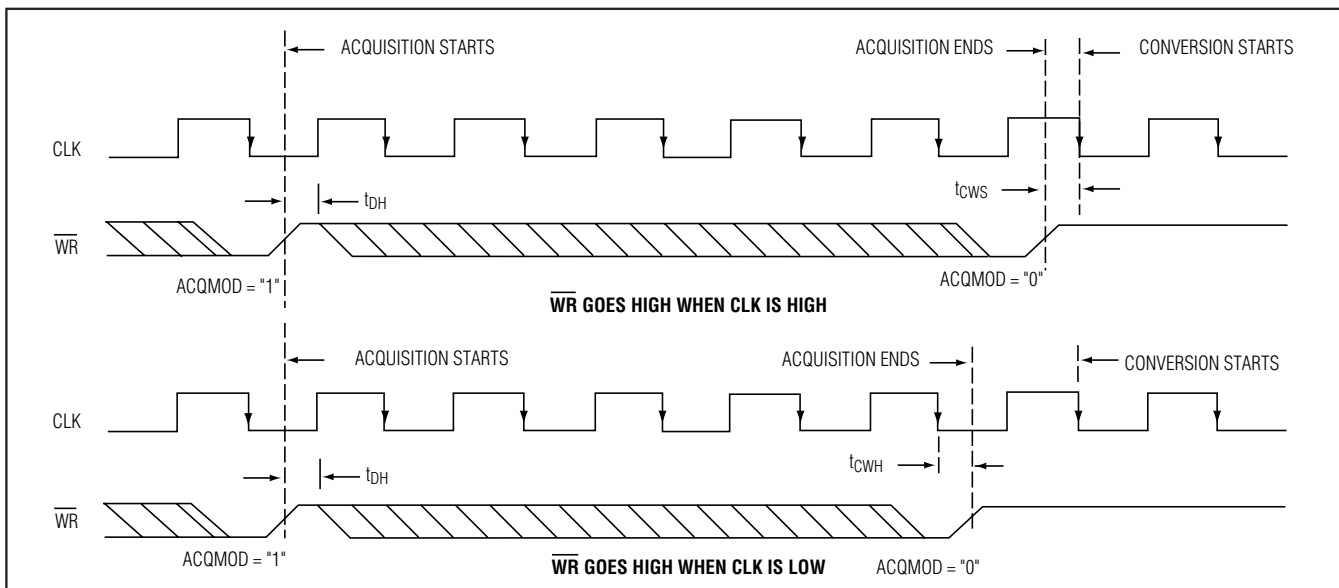 ACQUISITION STARTS
ACQUISITION ENDS
CONVERSION STARTS
CLK
tCWS
tDH
WR
ACQMOD = "1"
ACQMOD = "0"
WR GOES HIGH WHEN CLK IS HIGH
ACQUISITION STARTS
ACQUISITION ENDS
CONVERSION STARTS
CLK
tCWH
tDH
WR
ACQMOD = "1"
WR GOES HIGH WHEN CLK IS LOW
ACQMOD = "0"